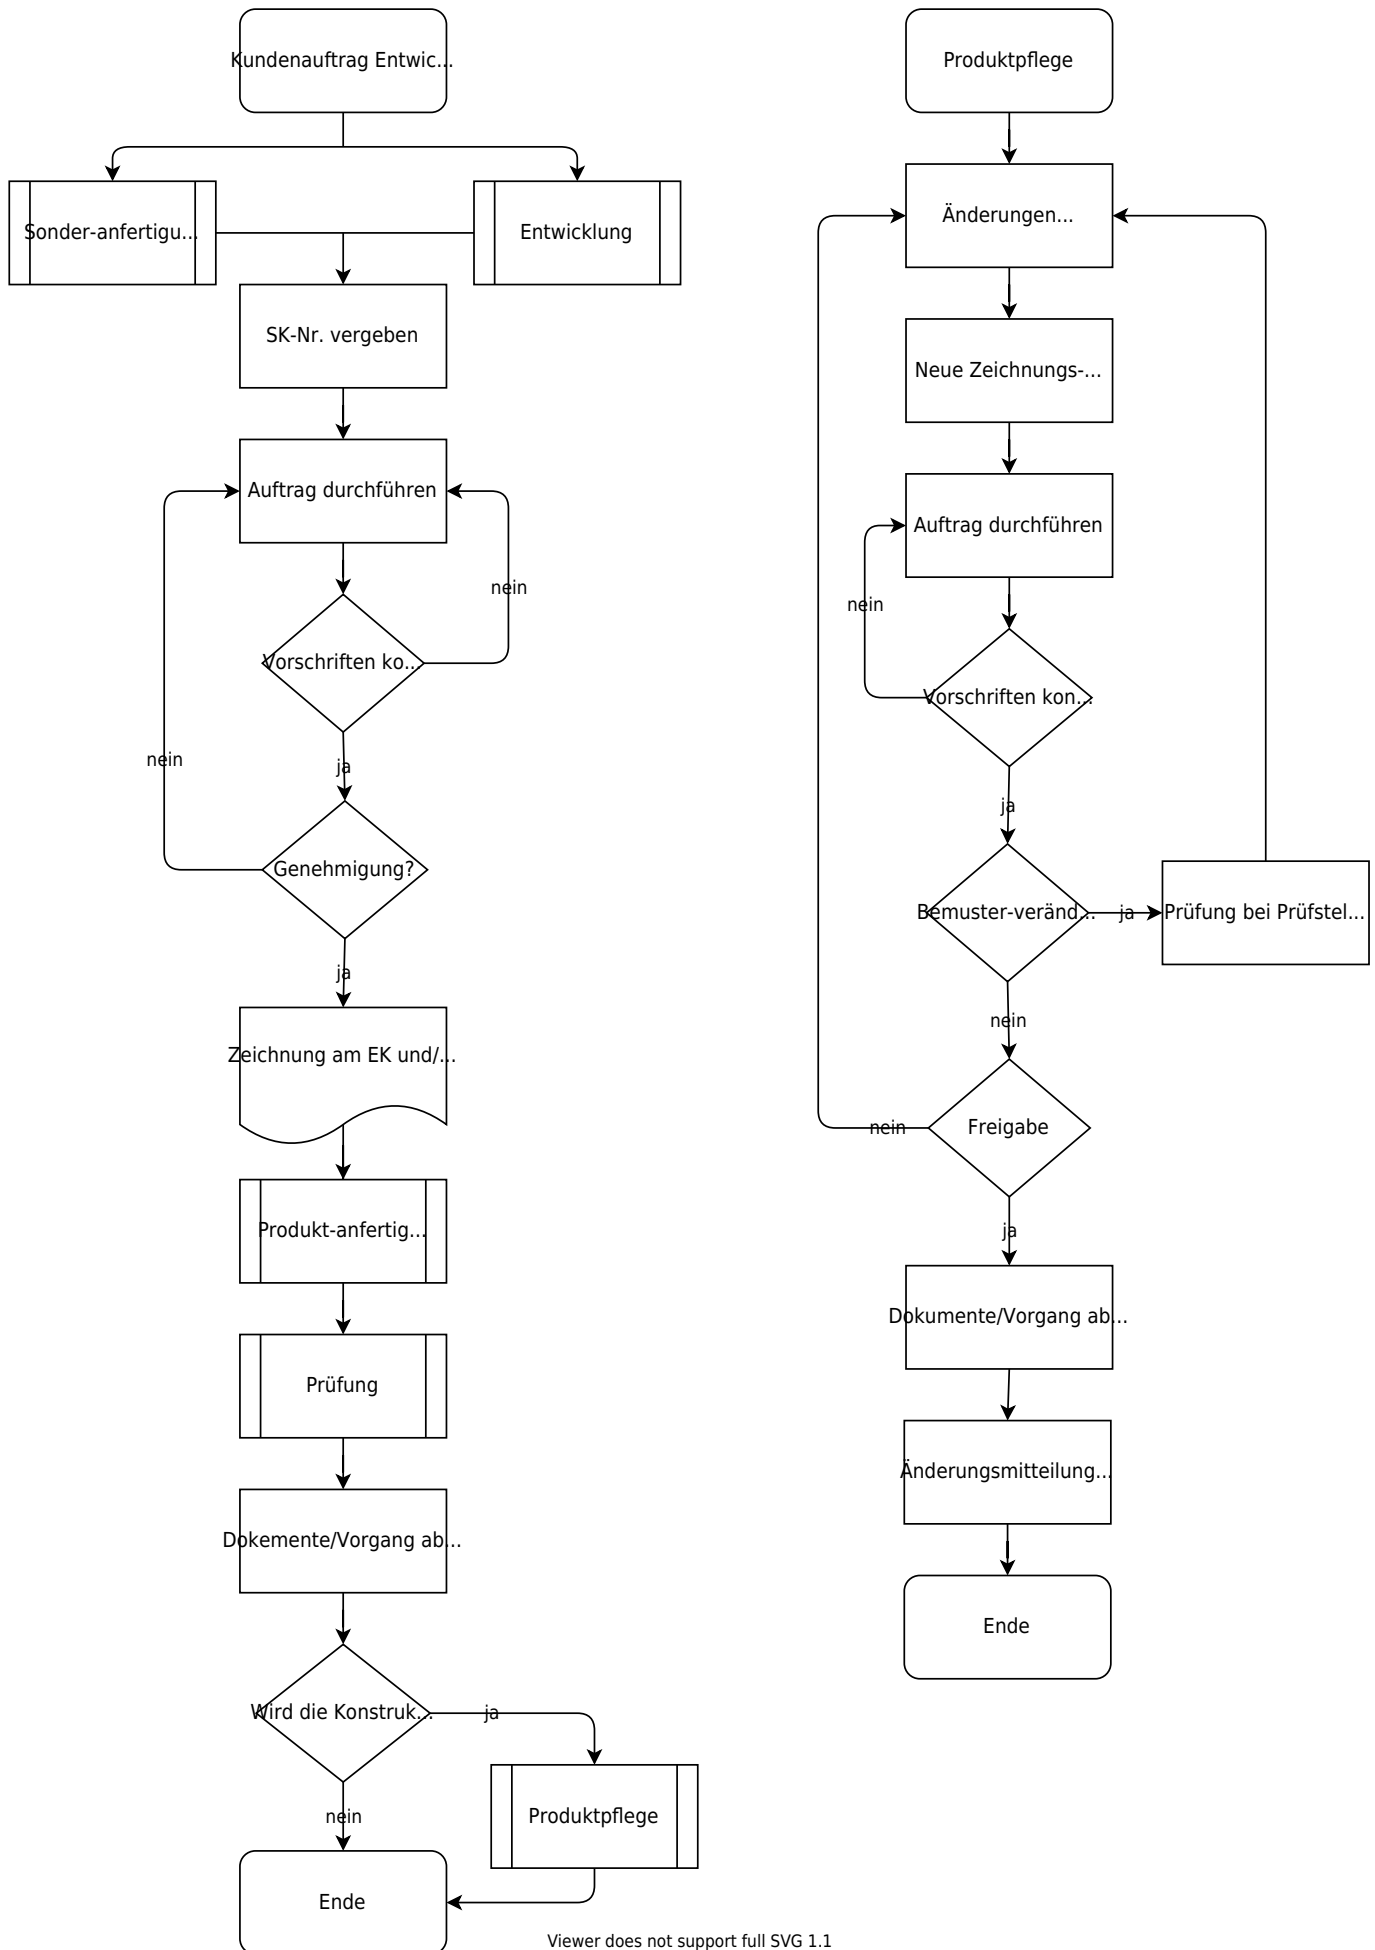 Kundenauftrag Entwic...
Sonder-anfertigu...
Entwicklung
SK-Nr. vergeben
Auftrag durchführen
nein
Vorschriften ko...
nein
ja
Genehmigung?
ja
Zeichnung am EK und/...
Produkt-anfertig...
Prüfung
Dokemente/Vorgang ab...
Wird die Konstruk...
ja
nein
Produktpflege
Ende
Produktpflege
Änderungen...
Neue Zeichnungs-...
Auftrag durchführen
nein
Vorschriften kon...
ja
Bemuster-veränd...
ja
Prüfung bei Prüfstel...
nein
Freigabe
nein
ja
Dokumente/Vorgang ab...
Änderungsmitteilung...
Ende
Viewer does not support full SVG 1.1